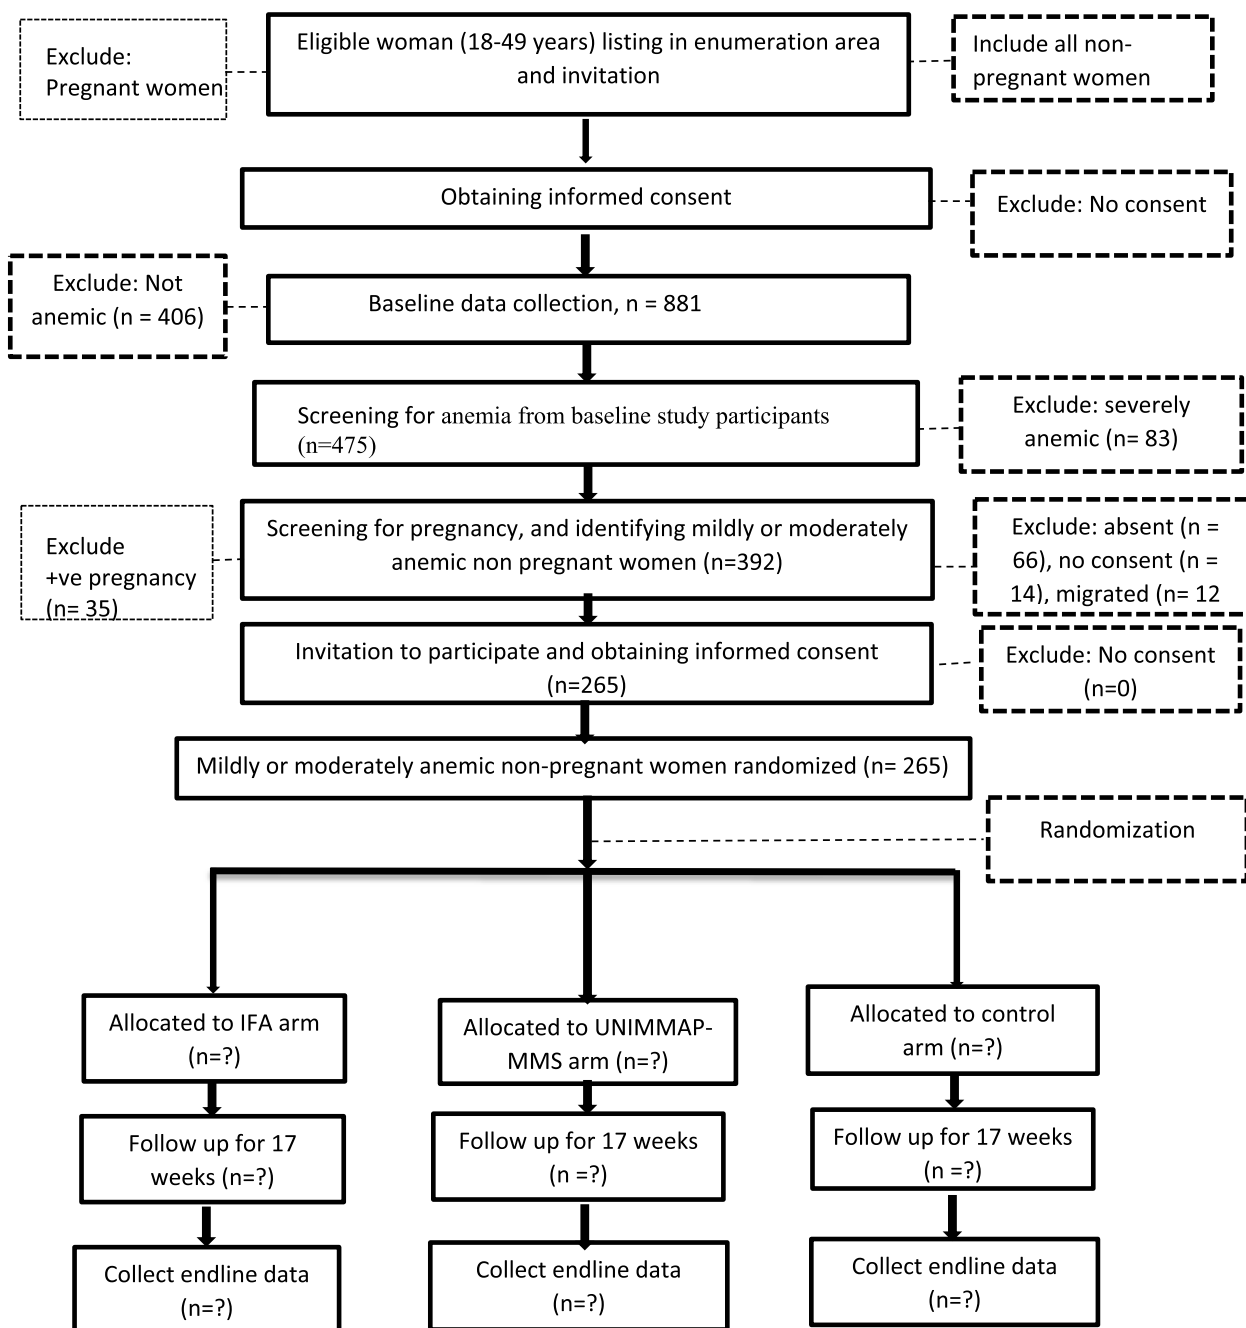 Exclude:
Pregnant women
Eligible woman (18-49 years) listing in enumeration area
and invitation
Include all non-
pregnant women
Obtaining informed consent
Exclude: No consent
Exclude: Not
anemic (n = 406)
Baseline data collection, n = 881
Screening for anemia from baseline study participants
(n=475)
Exclude: severely
anemic (n= 83)
Exclude
+ve pregnancy
(n= 35)
Screening for pregnancy, and identifying mildly or moderately
anemic non pregnant women (n=392)
Exclude: absent (n =
66), no consent (n =
14), migrated (n= 12
Invitation to participate and obtaining informed consent
(n=265)
Exclude: No consent
(n=0)
Mildly or moderately anemic non-pregnant women randomized (n= 265)
Randomization
Allocated to IFA arm
(n=?)
Allocated to UNIMMAP-
MMS arm (n=?)
Allocated to control
arm (n=?)
Follow up for 17
weeks (n=?)
Follow up for 17 weeks
(n =?)
Follow up for 17 weeks
(n =?)
Collect endline data
(n=?)
Collect endline data
(n=?)
Collect endline data
(n=?)